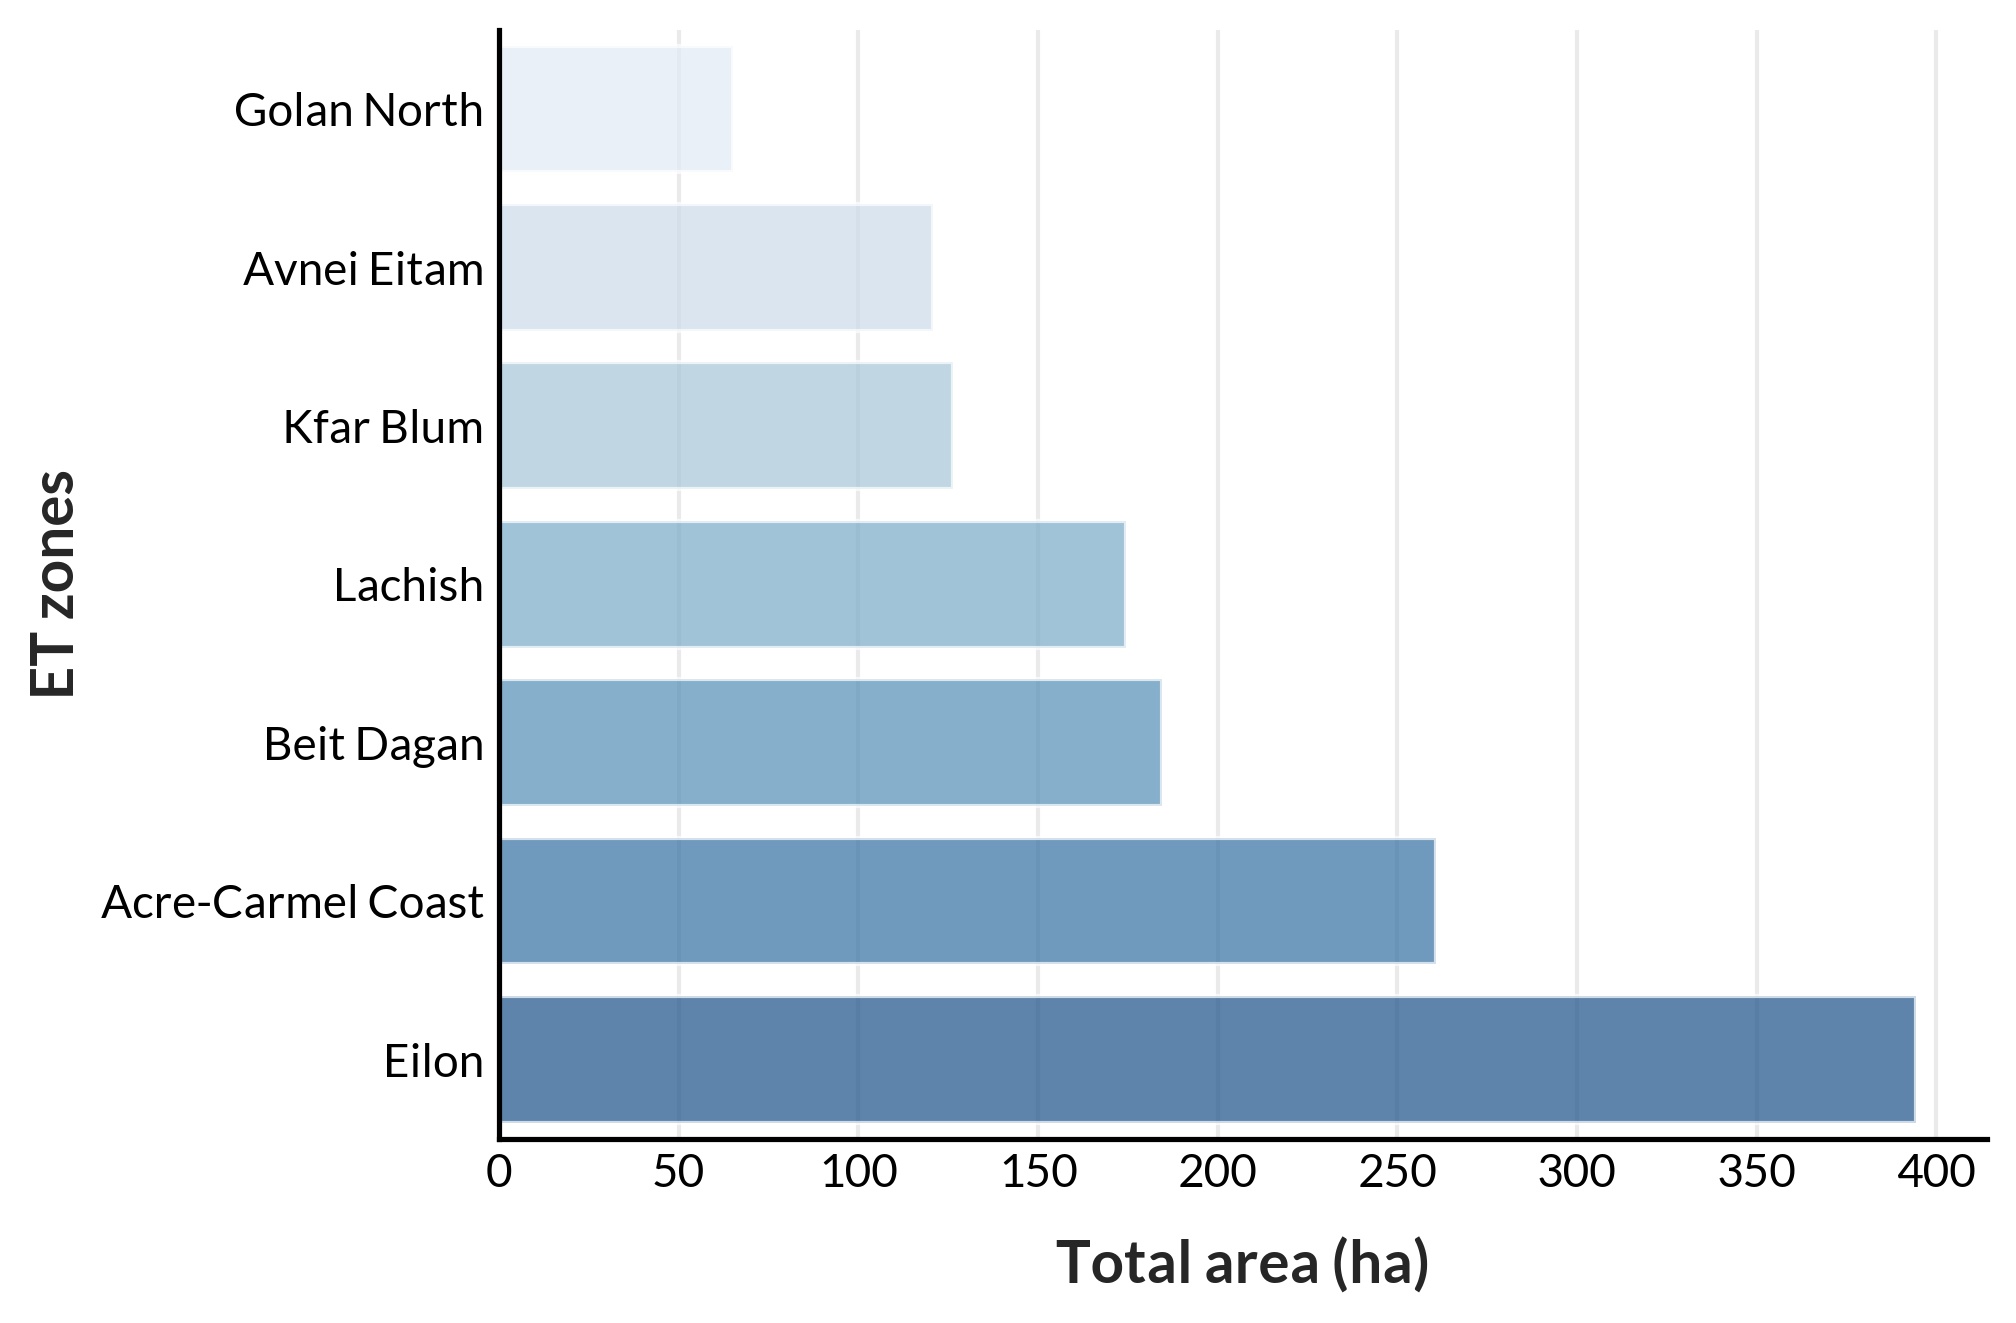 Golan North
Avnei Eitam
Kfar Blum
Lachish
Beit Dagan
Acre-Carmel Coast
Eilon
ET zones
0 50 100 150 200 250 300 350 400
Total area (ha)